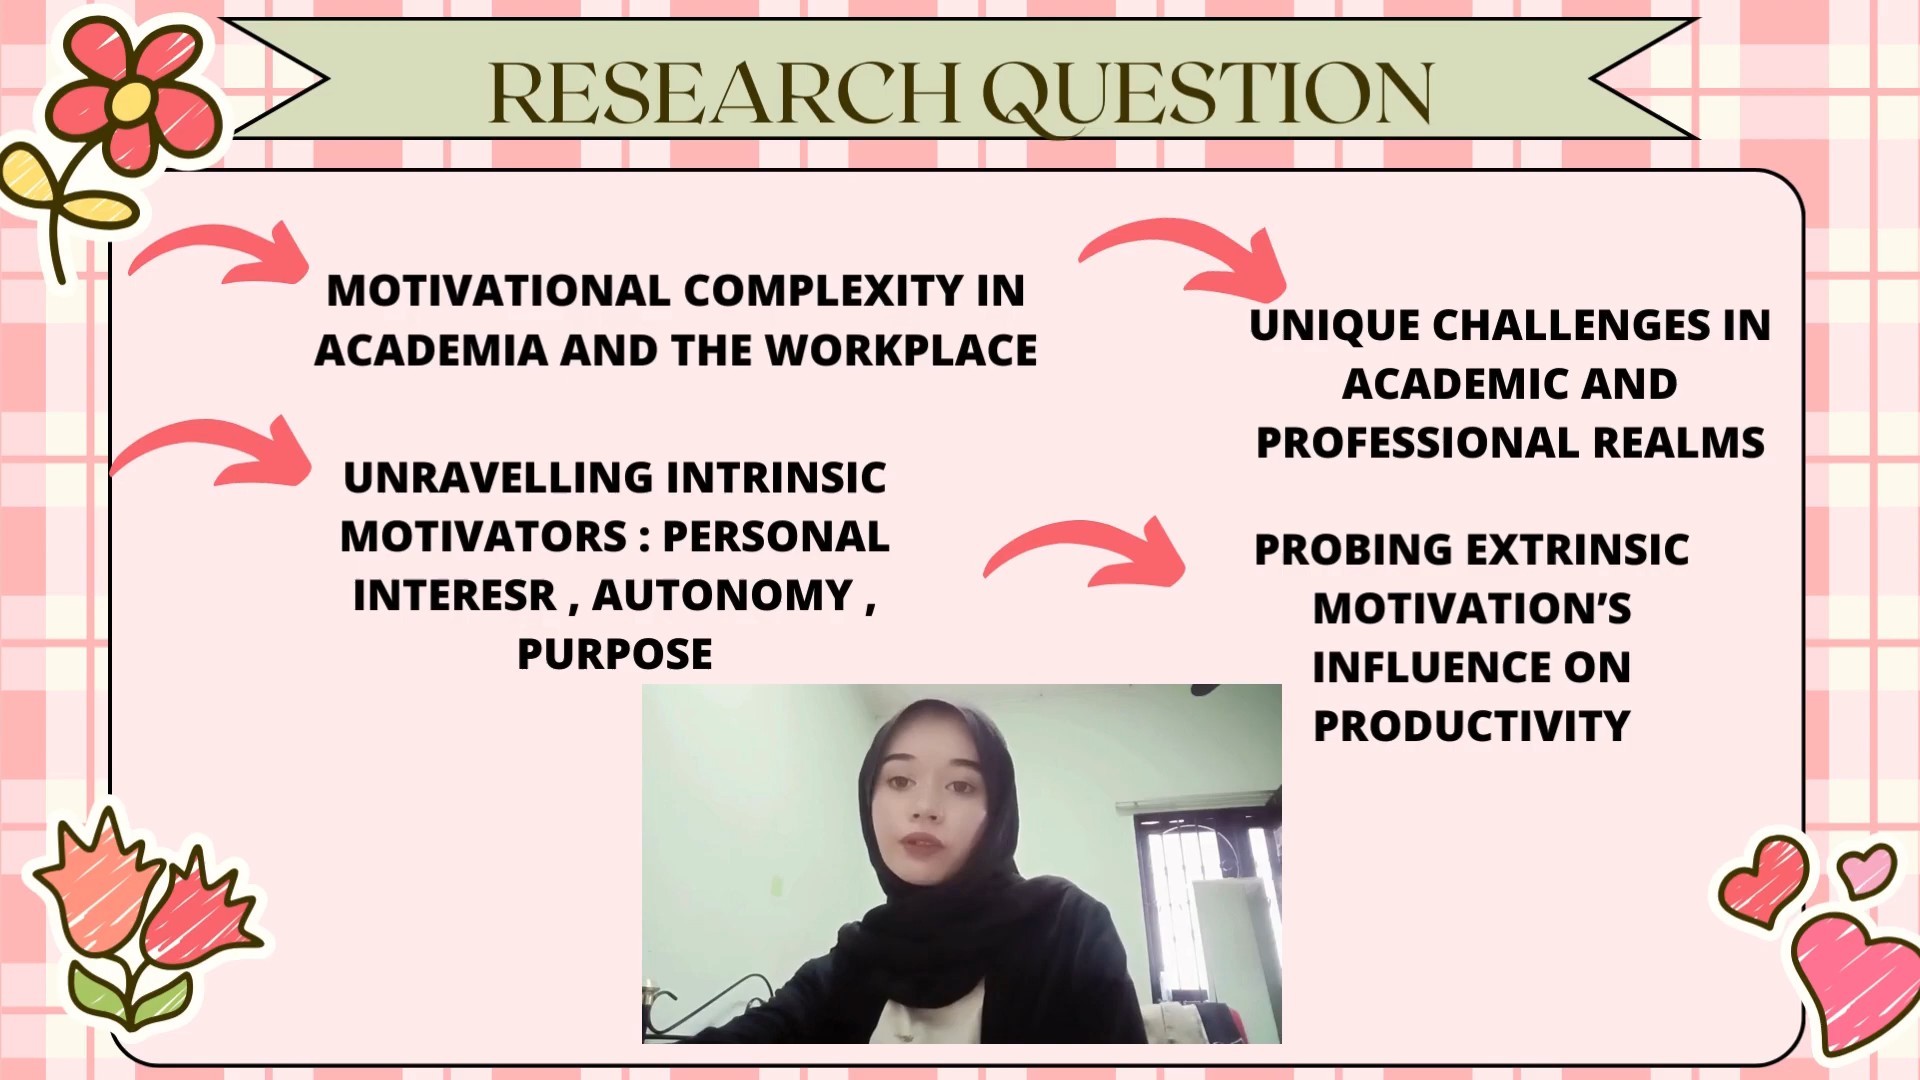 RESEARCH QUESTION
MOTIVATIONAL COMPLEXITY IN
ACADEMIA AND THE WORKPLACE
UNRAVELLING INTRINSIC
MOTIVATORS : PERSONAL
INTERESR , AUTONOMY ,
PURPOSE
UNIQUE CHALLENGES IN
ACADEMIC AND
PROFESSIONAL REALMS
PROBING EXTRINSIC
MOTIVATION’S
INFLUENCE ON
PRODUCTIVITY